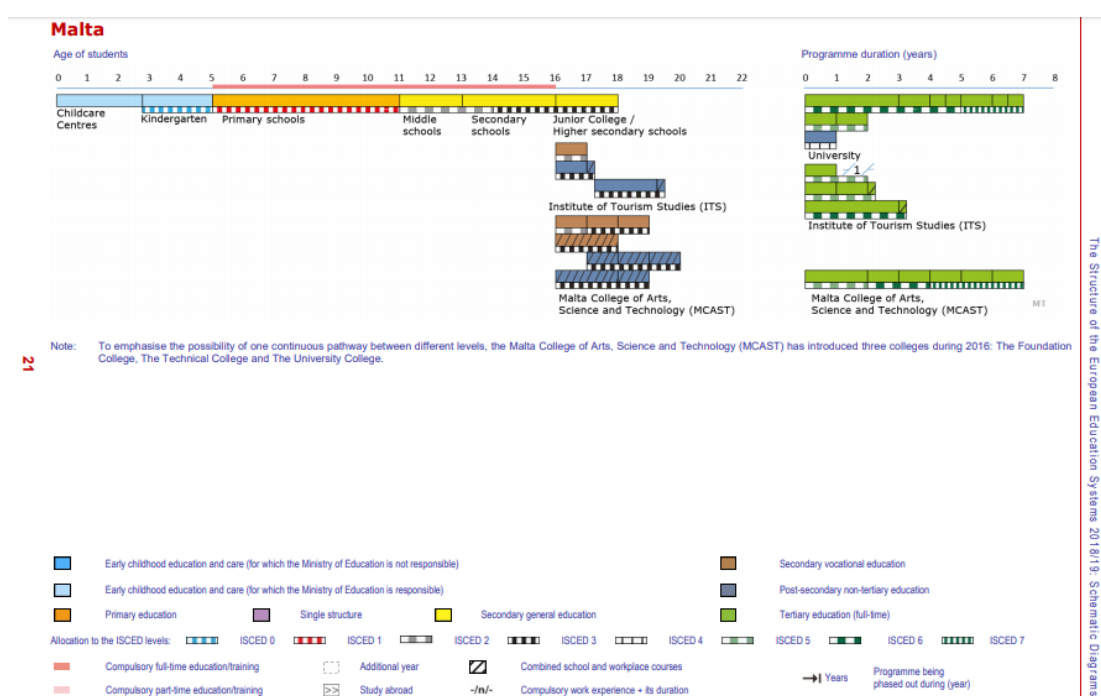 Malta
Age of students
Programme duration (years)
0 1 2 3 4 5 6 7 8 9 10 11 12 13 14 15 16 17 18 19 20 21 22
0 1 2 3 4 5 6 7 8
Childcare
Centres
Kindergarten
Primary schools
Middle
schools
Secondary
schools
Junior College /
Higher secondary schools
Institute of Tourism Studies (ITS)
Malta College of Arts,
Science and Technology (MCAST)
University
1
Institute of Tourism Studies (ITS)
Malta College of Arts,
Science and Technology (MCAST)
MT
Note: To emphasise the possibility of one continuous pathway between different levels, the Malta College of Arts, Science and Technology (MCAST) has introduced three colleges during 2016: The Foundation
College, The Technical College and The University College.
21
The Structure of the European Education Systems 2018/19: Schematic Diagrams
Early childhood education and care (for which the Ministry of Education is not responsible)
Secondary vocational education
Early childhood education and care (for which the Ministry of Education is responsible)
Post-secondary non-tertiary education
Primary education Single structure Secondary general education Tertiary education (full-time)
Allocation to the ISCED levels: ISCED 0 ISCED 1 ISCED 2 ISCED 3 ISCED 4 ISCED 5 ISCED 6 ISCED 7
Compulsory full-time education/training Additional year Combined school and workplace courses
Years
Programme being
phased out during (year)
Compulsory part-time education/training >> Study abroad -/n/- Compulsory work experience + its duration